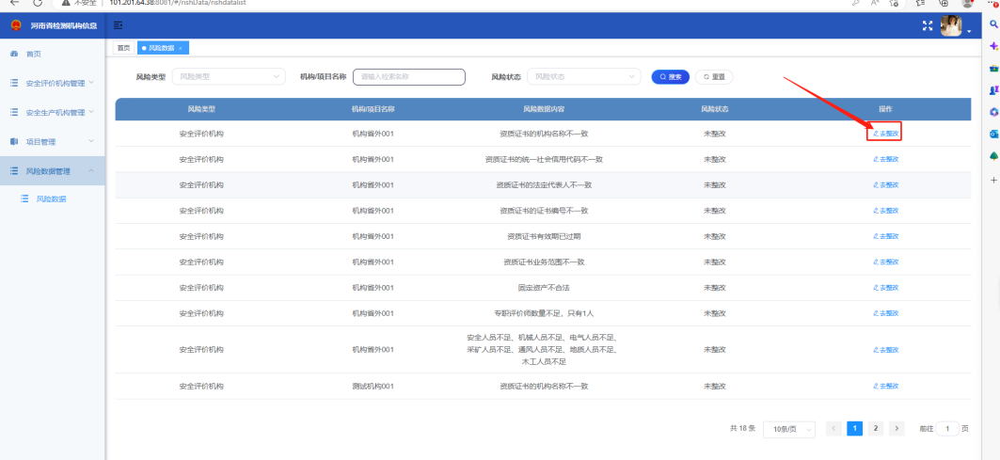 不安全 101.201.64.38:8081/#/rishData/rishdatalist
河南省检测机构信息
首页
安全评价机构管理
安全生产机构管理
项目管理
风险数据管理
风险数据
首页 风险数据 ×
风险类型 风险类型 机构/项目名称 请输入检索名称 风险状态 风险状态 搜索 重置
风险类型 机构/项目名称 风险数据内容 风险状态 操作
安全评价机构 机构省外001 资质证书的机构名称不一致 未整改 去整改
安全评价机构 机构省外001 资质证书的统一社会信用代码不一致 未整改 去整改
安全评价机构 机构省外001 资质证书的法定代表人不一致 未整改 去整改
安全评价机构 机构省外001 资质证书的证书编号不一致 未整改 去整改
安全评价机构 机构省外001 资质证书有效期已过期 未整改 去整改
安全评价机构 机构省外001 资质证书业务范围不一致 未整改 去整改
安全评价机构 机构省外001 固定资产不合法 未整改 去整改
安全评价机构 机构省外001 专职评价师数量不足，只有1人 未整改 去整改
安全人员不足、机械人员不足、电气人员不足、
安全评价机构 机构省外001 采矿人员不足、通风人员不足、地质人员不足、 未整改 去整改
木工人员不足
安全评价机构 测试机构001 资质证书的机构名称不一致 未整改 去整改
共 18 条 10条/页 < 1 2 > 前往 1 页